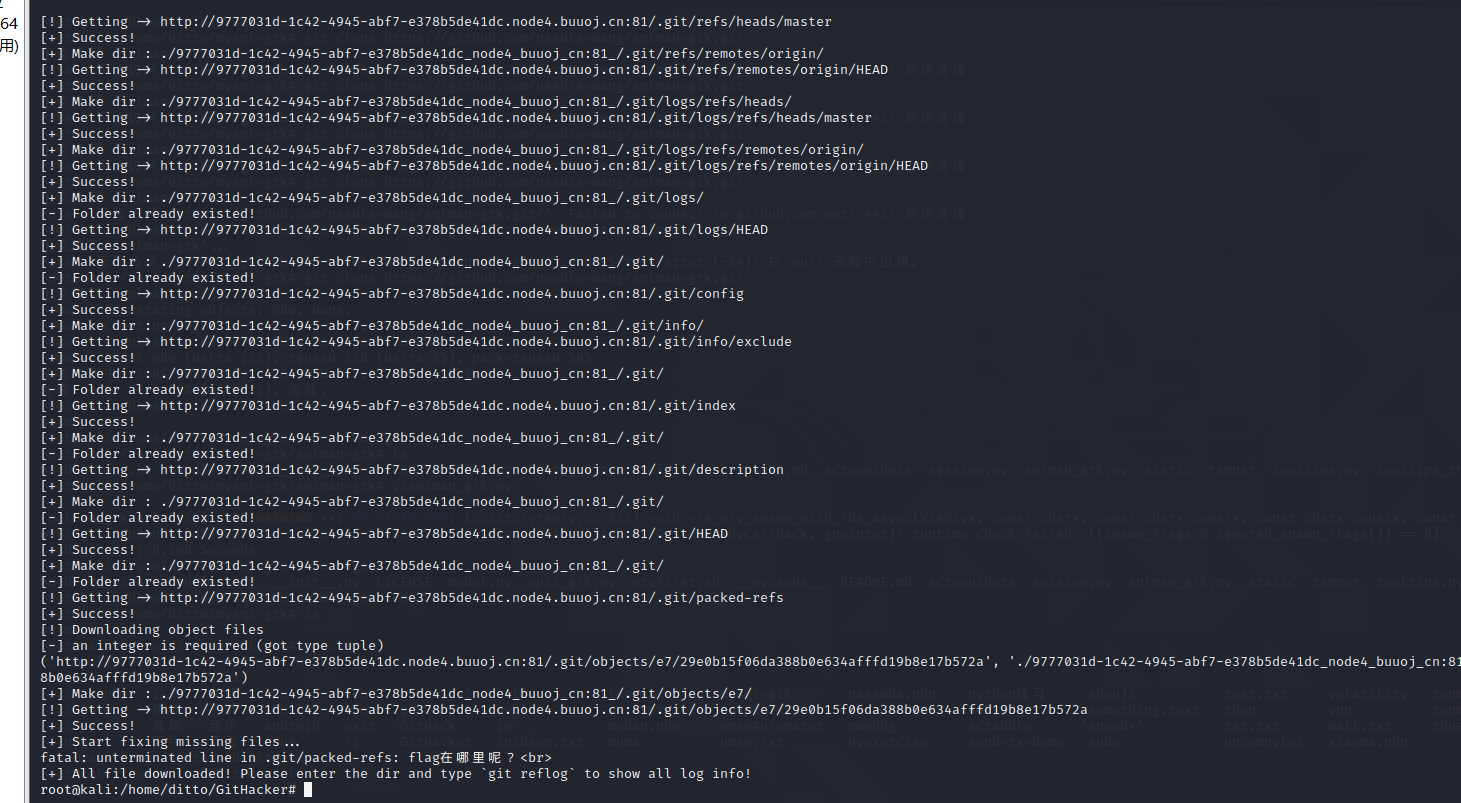 64
用)
[!] Getting -> http://9777031d-1c42-4945-abf7-e378b5de41dc.node4.buuoj.cn:81/.git/refs/heads/master
[+] Success!
[+] Make dir : ./9777031d-1c42-4945-abf7-e378b5de41dc_node4_buuoj_cn:81_/.git/refs/remotes/origin/
[!] Getting -> http://9777031d-1c42-4945-abf7-e378b5de41dc.node4.buuoj.cn:81/.git/refs/remotes/origin/HEAD
[+] Success!
[+] Make dir : ./9777031d-1c42-4945-abf7-e378b5de41dc_node4_buuoj_cn:81_/.git/logs/refs/heads/
[!] Getting -> http://9777031d-1c42-4945-abf7-e378b5de41dc.node4.buuoj.cn:81/.git/logs/refs/heads/master
[+] Success!
[+] Make dir : ./9777031d-1c42-4945-abf7-e378b5de41dc_node4_buuoj_cn:81_/.git/logs/refs/remotes/origin/
[!] Getting -> http://9777031d-1c42-4945-abf7-e378b5de41dc.node4.buuoj.cn:81/.git/logs/refs/remotes/origin/HEAD
[+] Success!
[+] Make dir : ./9777031d-1c42-4945-abf7-e378b5de41dc_node4_buuoj_cn:81_/.git/logs/
[-] Folder already existed!
[!] Getting -> http://9777031d-1c42-4945-abf7-e378b5de41dc.node4.buuoj.cn:81/.git/logs/HEAD
[+] Success!
[+] Make dir : ./9777031d-1c42-4945-abf7-e378b5de41dc_node4_buuoj_cn:81_/.git/
[-] Folder already existed!
[!] Getting -> http://9777031d-1c42-4945-abf7-e378b5de41dc.node4.buuoj.cn:81/.git/config
[+] Success!
[+] Make dir : ./9777031d-1c42-4945-abf7-e378b5de41dc_node4_buuoj_cn:81_/.git/info/
[!] Getting -> http://9777031d-1c42-4945-abf7-e378b5de41dc.node4.buuoj.cn:81/.git/info/exclude
[+] Success!
[+] Make dir : ./9777031d-1c42-4945-abf7-e378b5de41dc_node4_buuoj_cn:81_/.git/
[-] Folder already existed!
[!] Getting -> http://9777031d-1c42-4945-abf7-e378b5de41dc.node4.buuoj.cn:81/.git/index
[+] Success!
[+] Make dir : ./9777031d-1c42-4945-abf7-e378b5de41dc_node4_buuoj_cn:81_/.git/
[-] Folder already existed!
[!] Getting -> http://9777031d-1c42-4945-abf7-e378b5de41dc.node4.buuoj.cn:81/.git/description
[+] Success!
[+] Make dir : ./9777031d-1c42-4945-abf7-e378b5de41dc_node4_buuoj_cn:81_/.git/
[-] Folder already existed!
[!] Getting -> http://9777031d-1c42-4945-abf7-e378b5de41dc.node4.buuoj.cn:81/.git/HEAD
[+] Success!
[+] Make dir : ./9777031d-1c42-4945-abf7-e378b5de41dc_node4_buuoj_cn:81_/.git/
[-] Folder already existed!
[!] Getting -> http://9777031d-1c42-4945-abf7-e378b5de41dc.node4.buuoj.cn:81/.git/packed-refs
[+] Success!
[!] Downloading object files
[-] an integer is required (got type tuple)
('http://9777031d-1c42-4945-abf7-e378b5de41dc.node4.buuoj.cn:81/.git/objects/e7/29e0b15f06da388b0e634afffd19b8e17b572a', './9777031d-1c42-4945-abf7-e378b5de41dc_node4_buuoj_cn:81
8b0e634afffd19b8e17b572a')
[+] Make dir : ./9777031d-1c42-4945-abf7-e378b5de41dc_node4_buuoj_cn:81_/.git/objects/e7/
[!] Getting -> http://9777031d-1c42-4945-abf7-e378b5de41dc.node4.buuoj.cn:81/.git/objects/e7/29e0b15f06da388b0e634afffd19b8e17b572a
[+] Success!
[+] Start fixing missing files...
fatal: unterminated line in .git/packed-refs: flag在哪里呢？<br>
[+] All file downloaded! Please enter the dir and type `git reflog` to show all log info!
root@kali:/home/ditto/GitHacker#